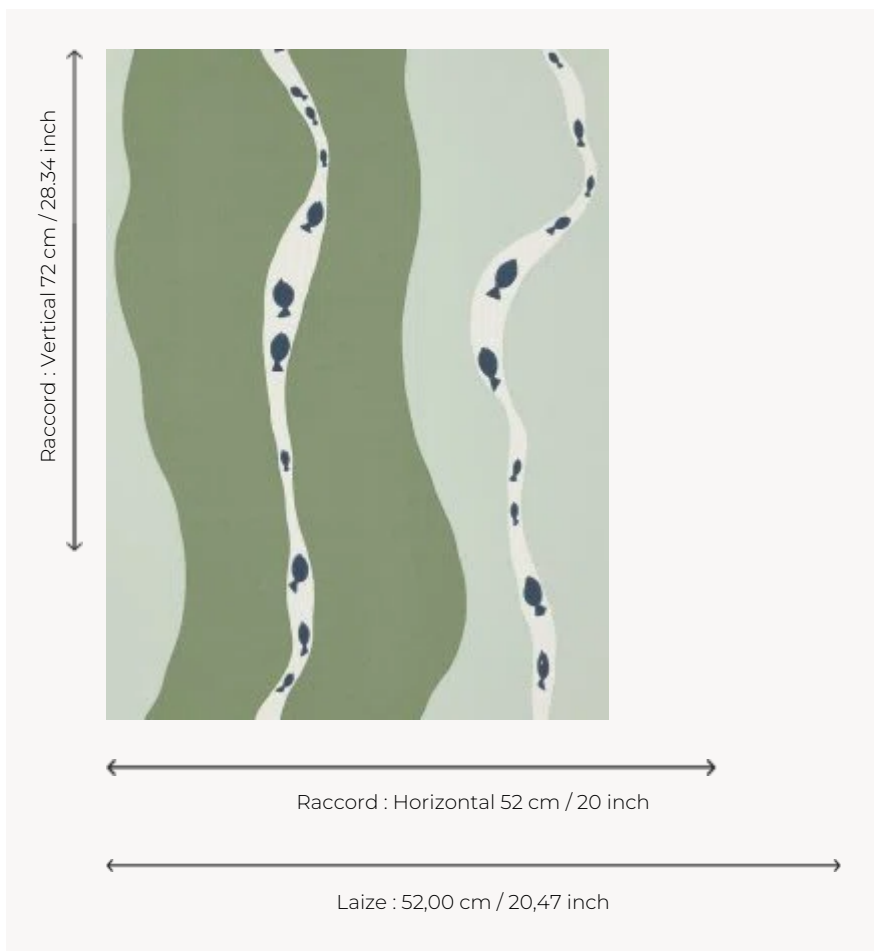 Raccord : Vertical 72 cm / 28.34 inch
Raccord : Horizontal 52 cm / 20 inch
Laize : 52,00 cm / 20,47 inch